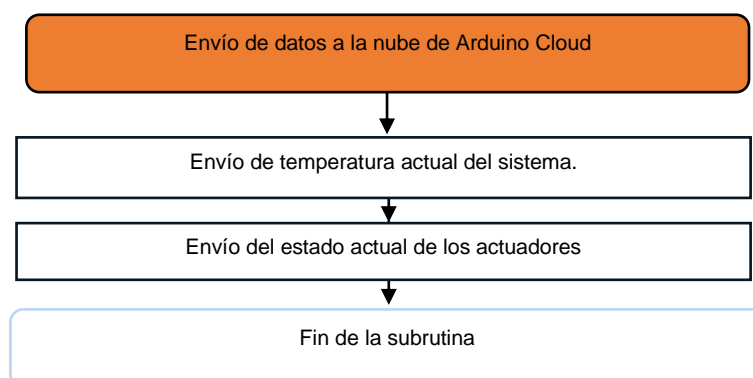 Envío de datos a la nube de Arduino Cloud
Envío de temperatura actual del sistema.
Envío del estado actual de los actuadores
Fin de la subrutina